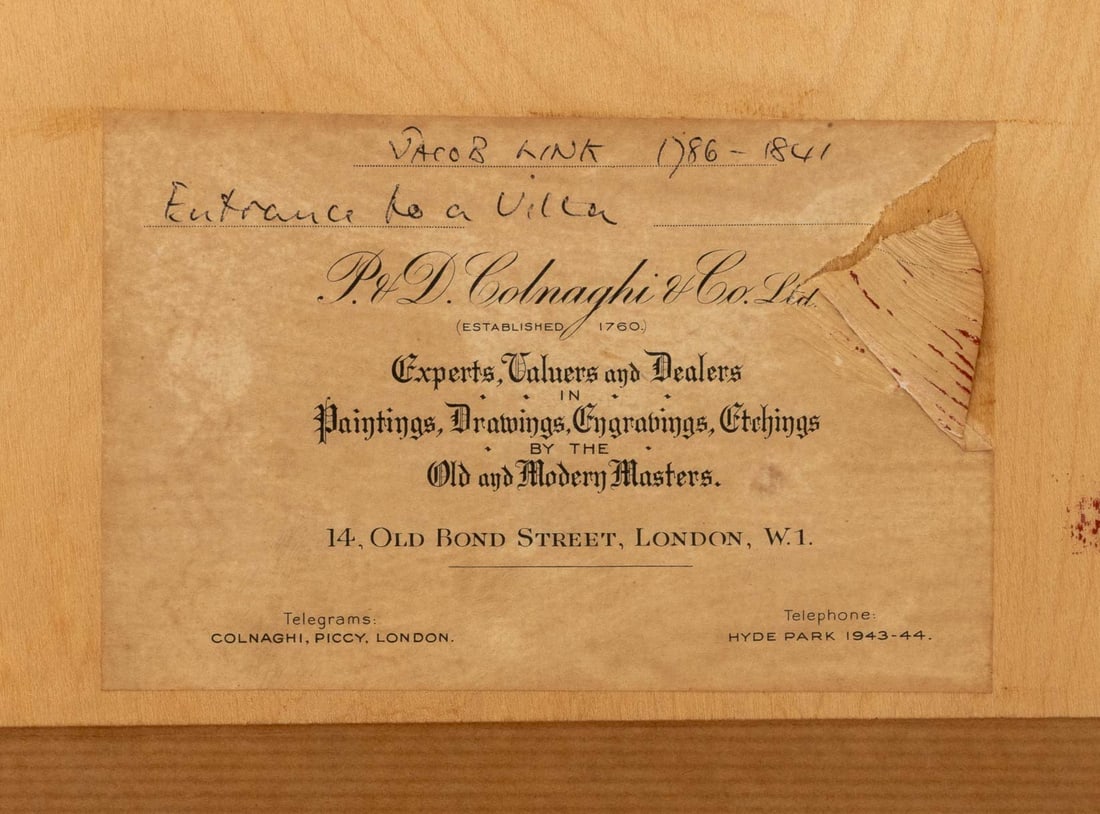 JACOB LINK 1786 - 1841
Entrance to a Villa
P. & D. Colnaghi & Co. Ltd.
(ESTABLISHED 1760.)
Experts, Valuers and Dealers
IN
Paintings, Drawings, Engravings, Etchings
BY THE
Old and Modern Masters.
14, OLD BOND STREET, LONDON, W.1.
Telegrams: Telephone:
COLNAGHI, PICCY, LONDON. HYDE PARK 1943-44.